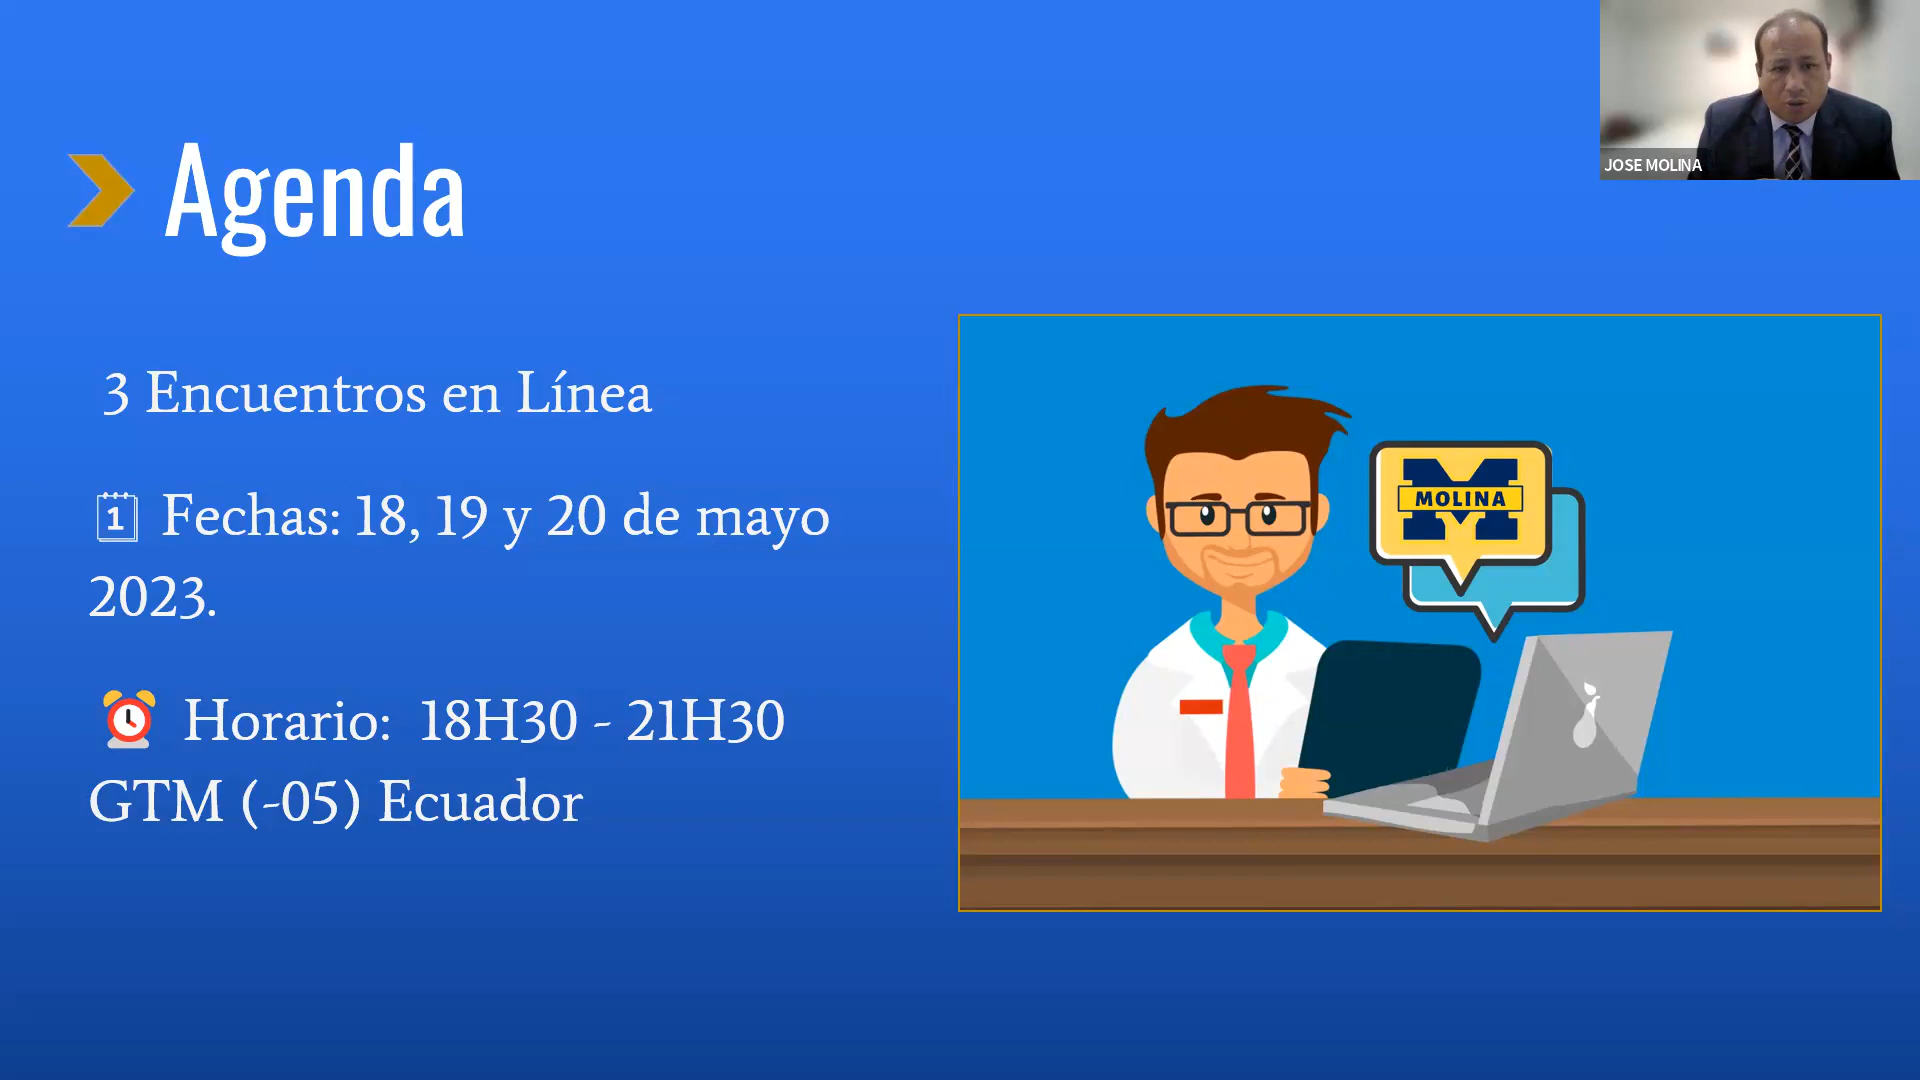 Agenda
3 Encuentros en Línea
1 Fechas: 18, 19 y 20 de mayo
2023.
Horario: 18H30 - 21H30
GTM (-05) Ecuador
MOLINA
JOSE MOLINA